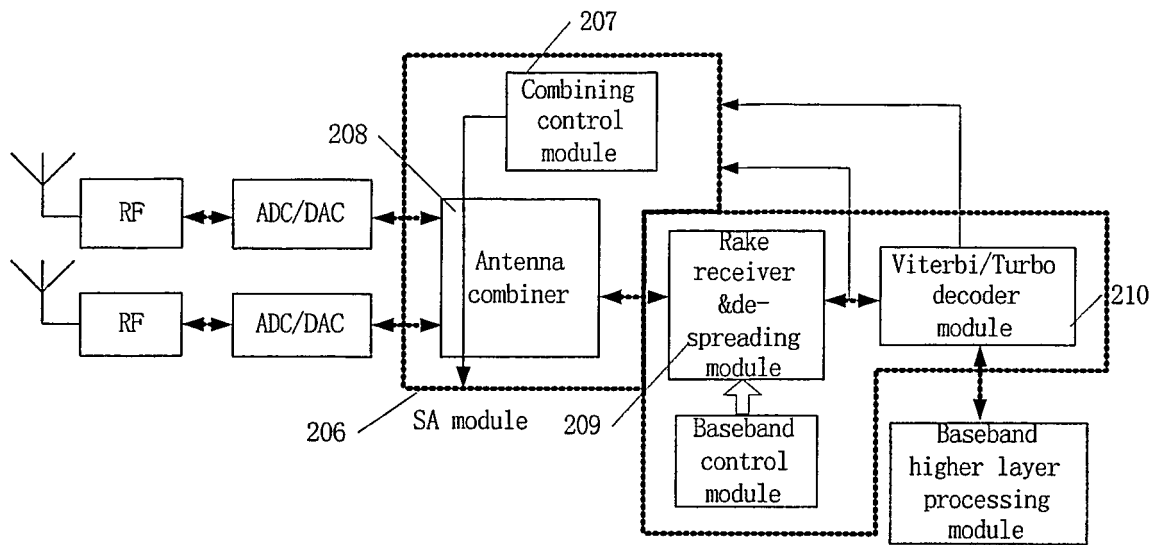 207
Combining
control
module
208
RF
ADC/DAC
Antenna
combiner
RF
ADC/DAC
Rake
receiver
&de-
spreading
module
Viterbi/Turbo
decoder
module
210
206
SA module
209
Baseband
control
module
Baseband
higher layer
processing
module